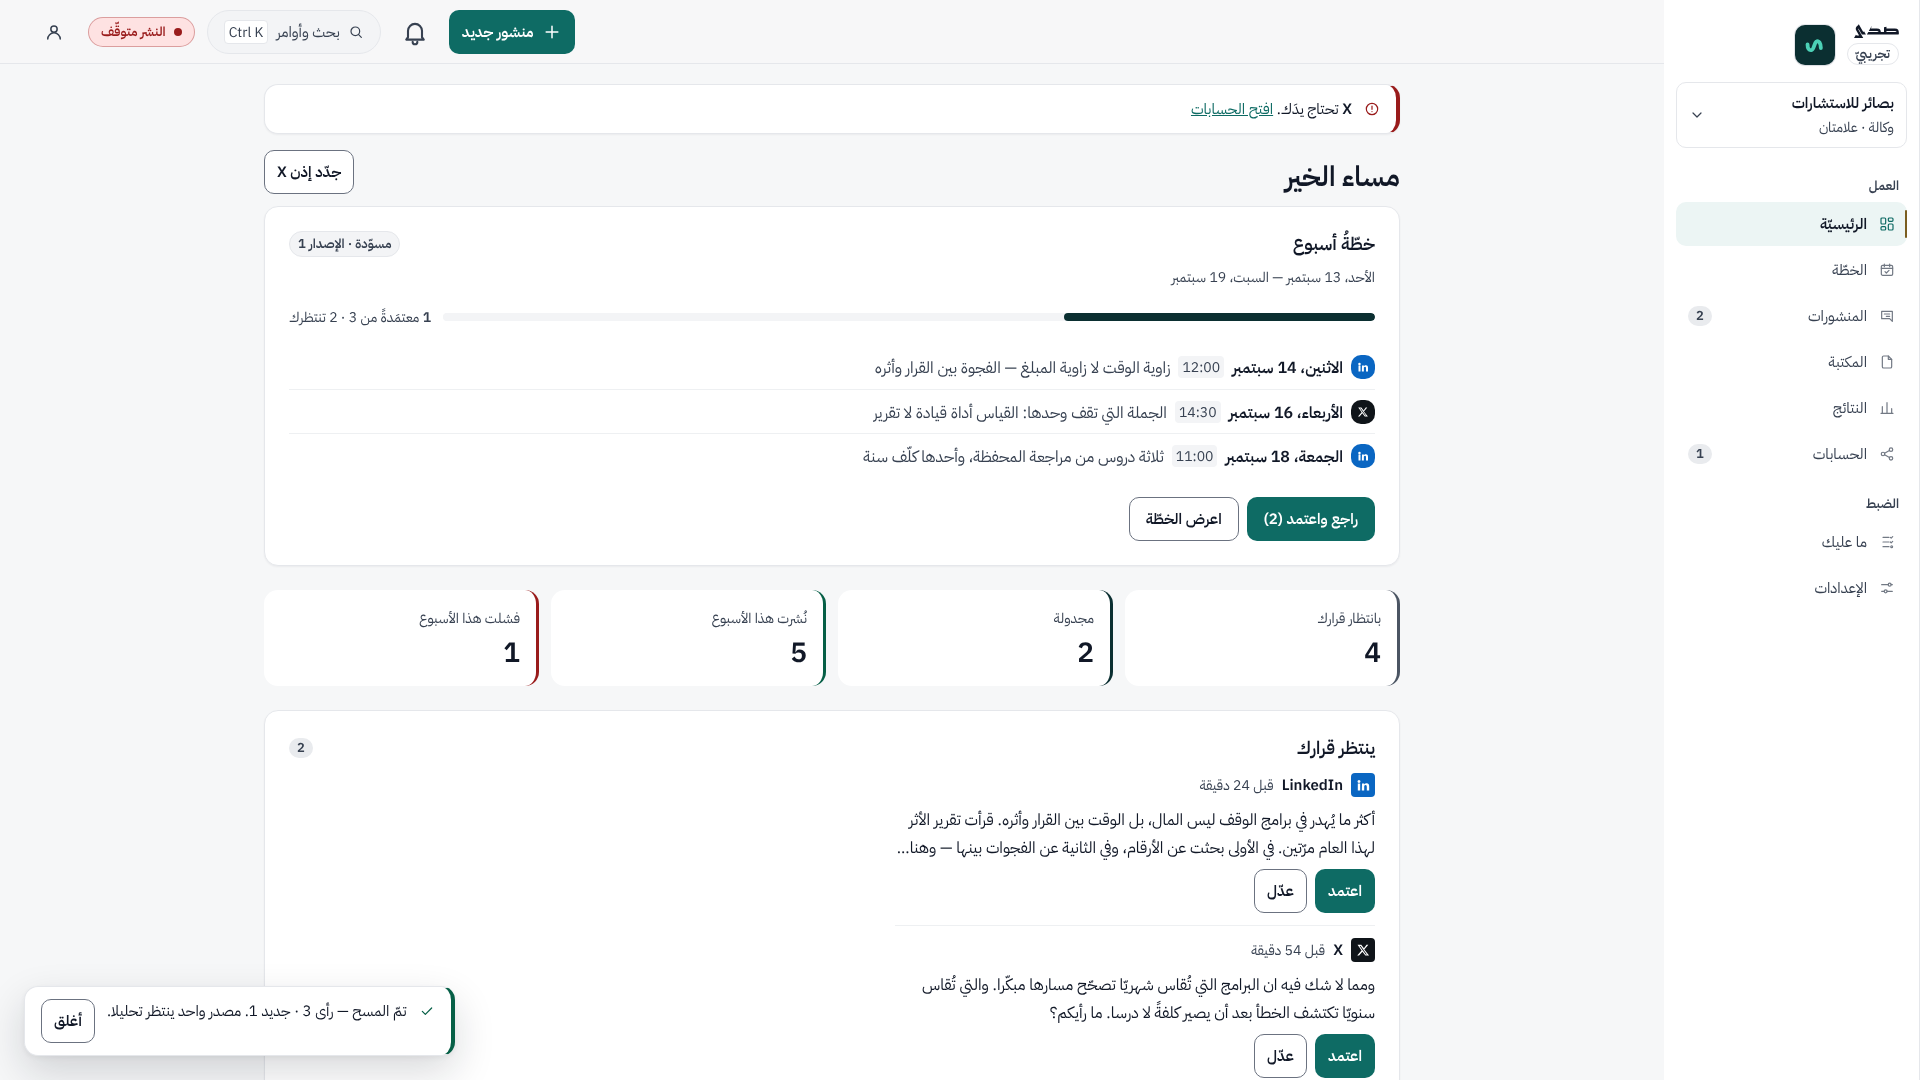 صدى
تجريبيّ
بصائر للاستشارات
وكالة · علامتان
العمل
الرئيسيّة
الخطّة
المنشورات 2
المكتبة
النتائج
الحسابات 1
الضبط
ما عليك
الإعدادات
منشور جديد
بحث وأوامر Ctrl K
النشر متوقّف
X تحتاج يدَك. افتح الحسابات
مساء الخير
جدّد إذن X
خطّةُ أسبوع
مسوّدة · الإصدار 1
الأحد، 13 سبتمبر — السبت، 19 سبتمبر
1 معتمَدةً من 3 · 2 تنتظرك
الاثنين، 14 سبتمبر 12:00 زاوية الوقت لا زاوية المبلغ — الفجوة بين القرار وأثره
الأربعاء، 16 سبتمبر 14:30 الجملة التي تقف وحدها: القياس أداة قيادة لا تقرير
الجمعة، 18 سبتمبر 11:00 ثلاثة دروس من مراجعة المحفظة، وأحدها كلّف سنة
راجع واعتمد (2)
اعرض الخطّة
بانتظار قرارك
4
مجدولة
2
نُشرت هذا الأسبوع
5
فشلت هذا الأسبوع
1
ينتظر قرارك
2
LinkedIn قبل 24 دقيقة
أكثر ما يُهدر في برامج الوقف ليس المال، بل الوقت بين القرار وأثره. قرأت تقرير الأثر
لهذا العام مرّتين. في الأولى بحثت عن الأرقام، وفي الثانية عن الفجوات بينها — وهنا...
اعتمد
عدّل
X قبل 54 دقيقة
ومما لا شك فيه ان البرامج التي تُقاس شهريّا تصحّح مسارها مبكّرا. والتي تُقاس
سنويّا تكتشف الخطأ بعد أن يصير كلفةً لا درسا. ما رأيكم؟
اعتمد
عدّل
تمّ المسح — رأى 3 · جديد 1. مصدر واحد ينتظر تحليلا.
أغلق